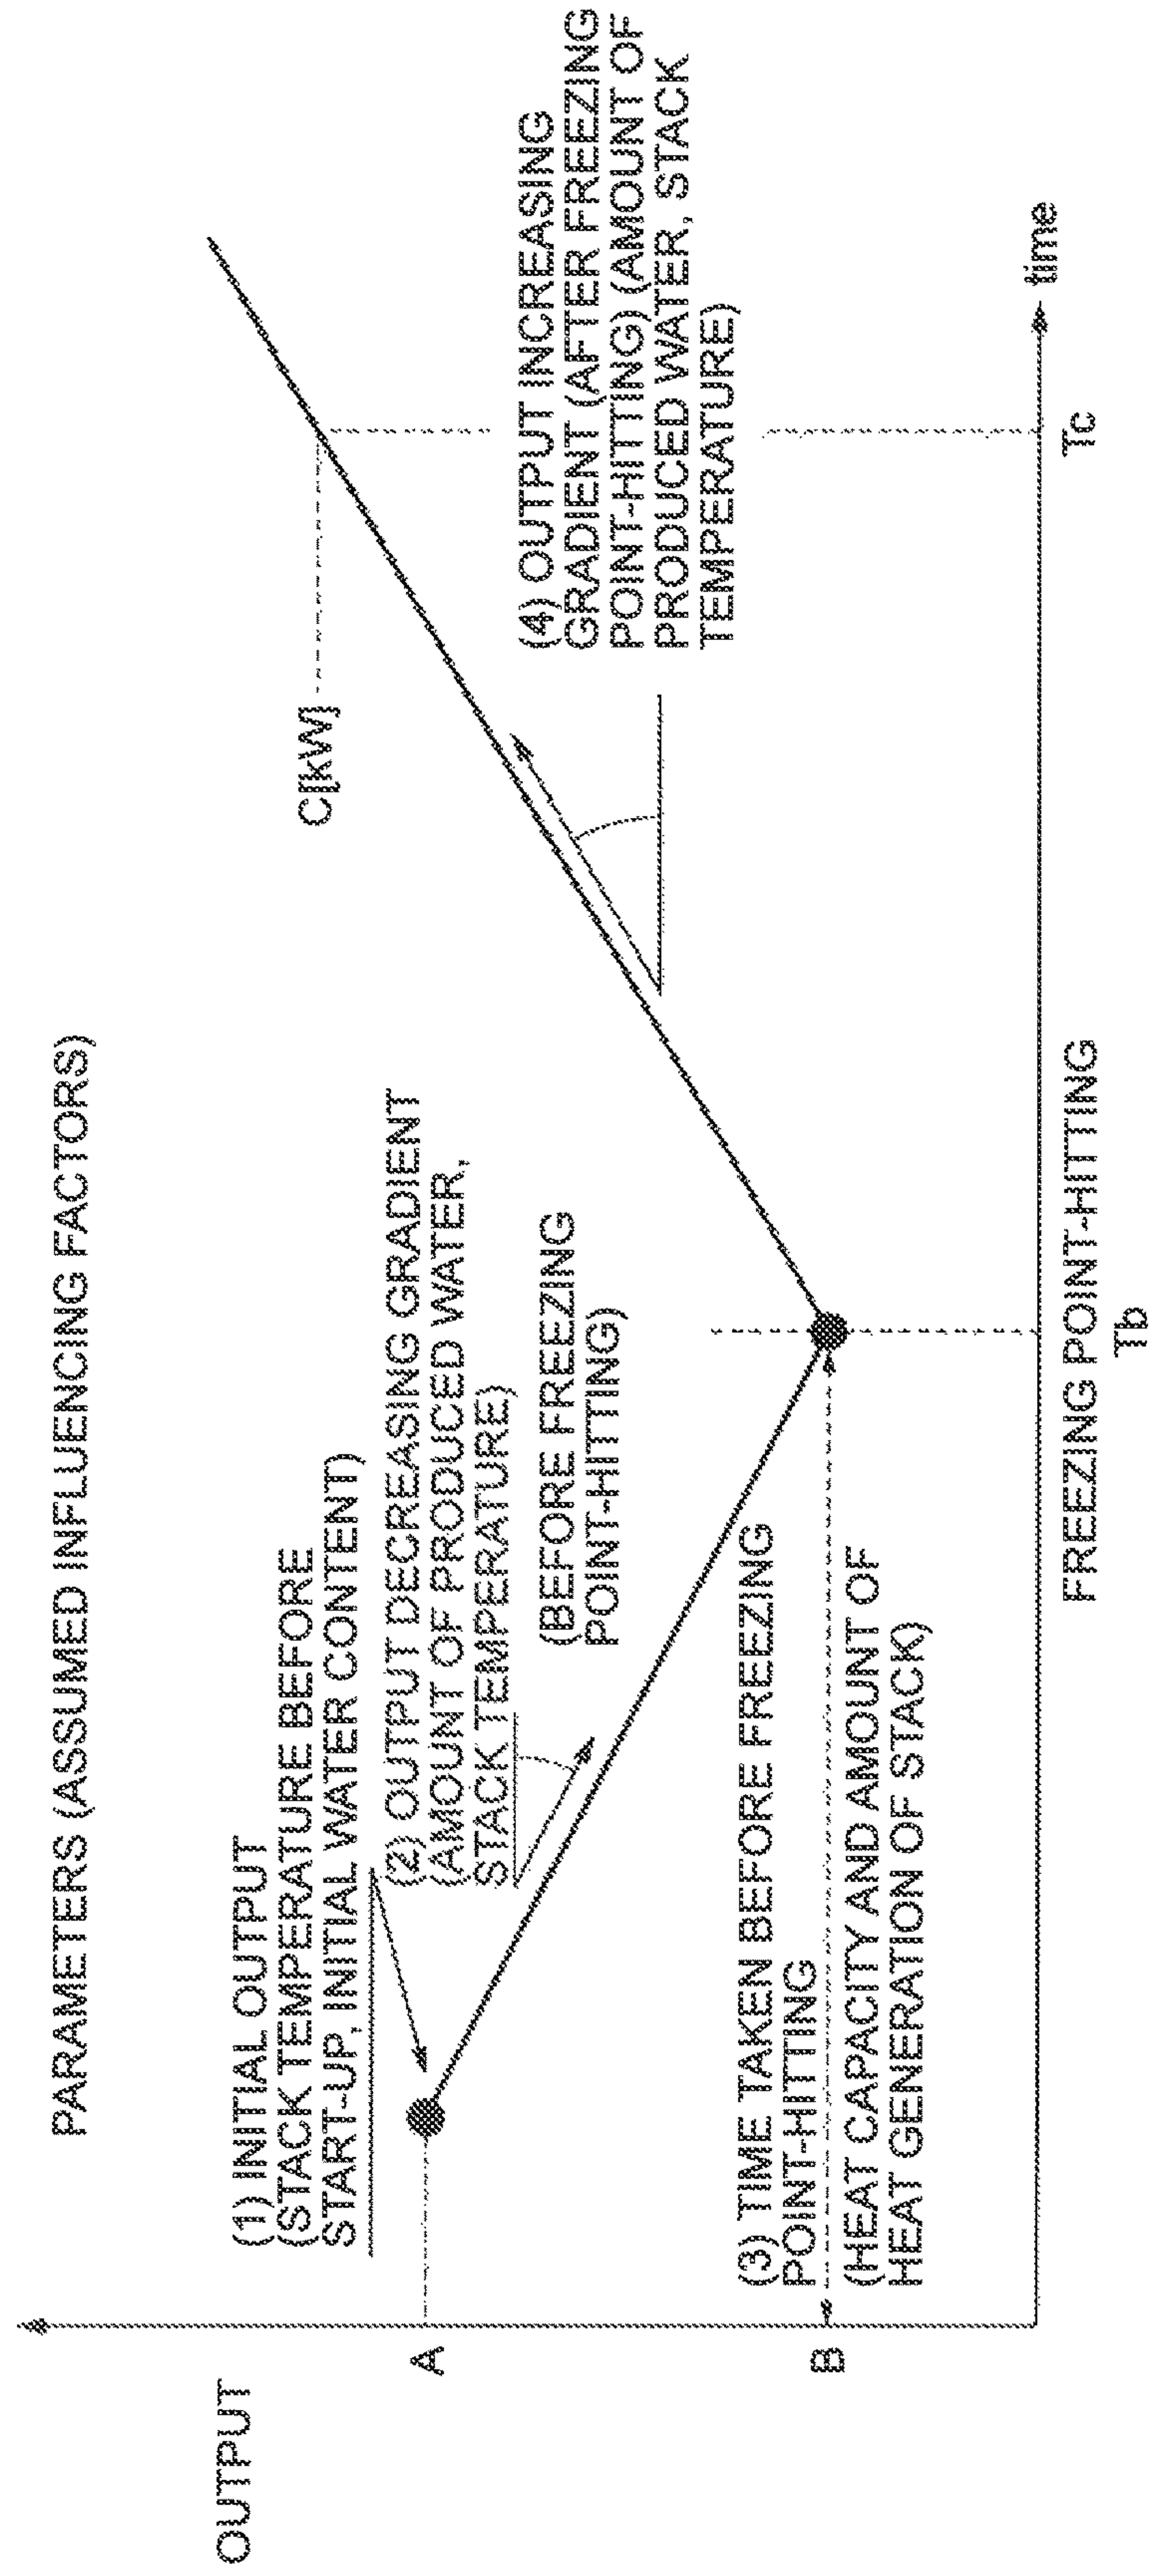 PARAMETERS (ASSUMED INFLUENCING FACTORS)
OUTPUT
(1) INITIAL OUTPUT
(STACK TEMPERATURE BEFORE
START-UP, INITIAL WATER CONTENT)
(2) OUTPUT DECREASING GRADIENT
(AMOUNT OF PRODUCED WATER,
STACK TEMPERATURE)
(BEFORE FREEZING
POINT-HITTING)
C[kW]
(4) OUTPUT INCREASING
GRADIENT (AFTER FREEZING
POINT-HITTING) (AMOUNT OF
PRODUCED WATER, STACK
TEMPERATURE)
A
(3) TIME TAKEN BEFORE FREEZING
POINT-HITTING
(HEAT CAPACITY AND AMOUNT OF
HEAT GENERATION OF STACK)
B
time
FREEZING POINT-HITTING
Tb
Tc